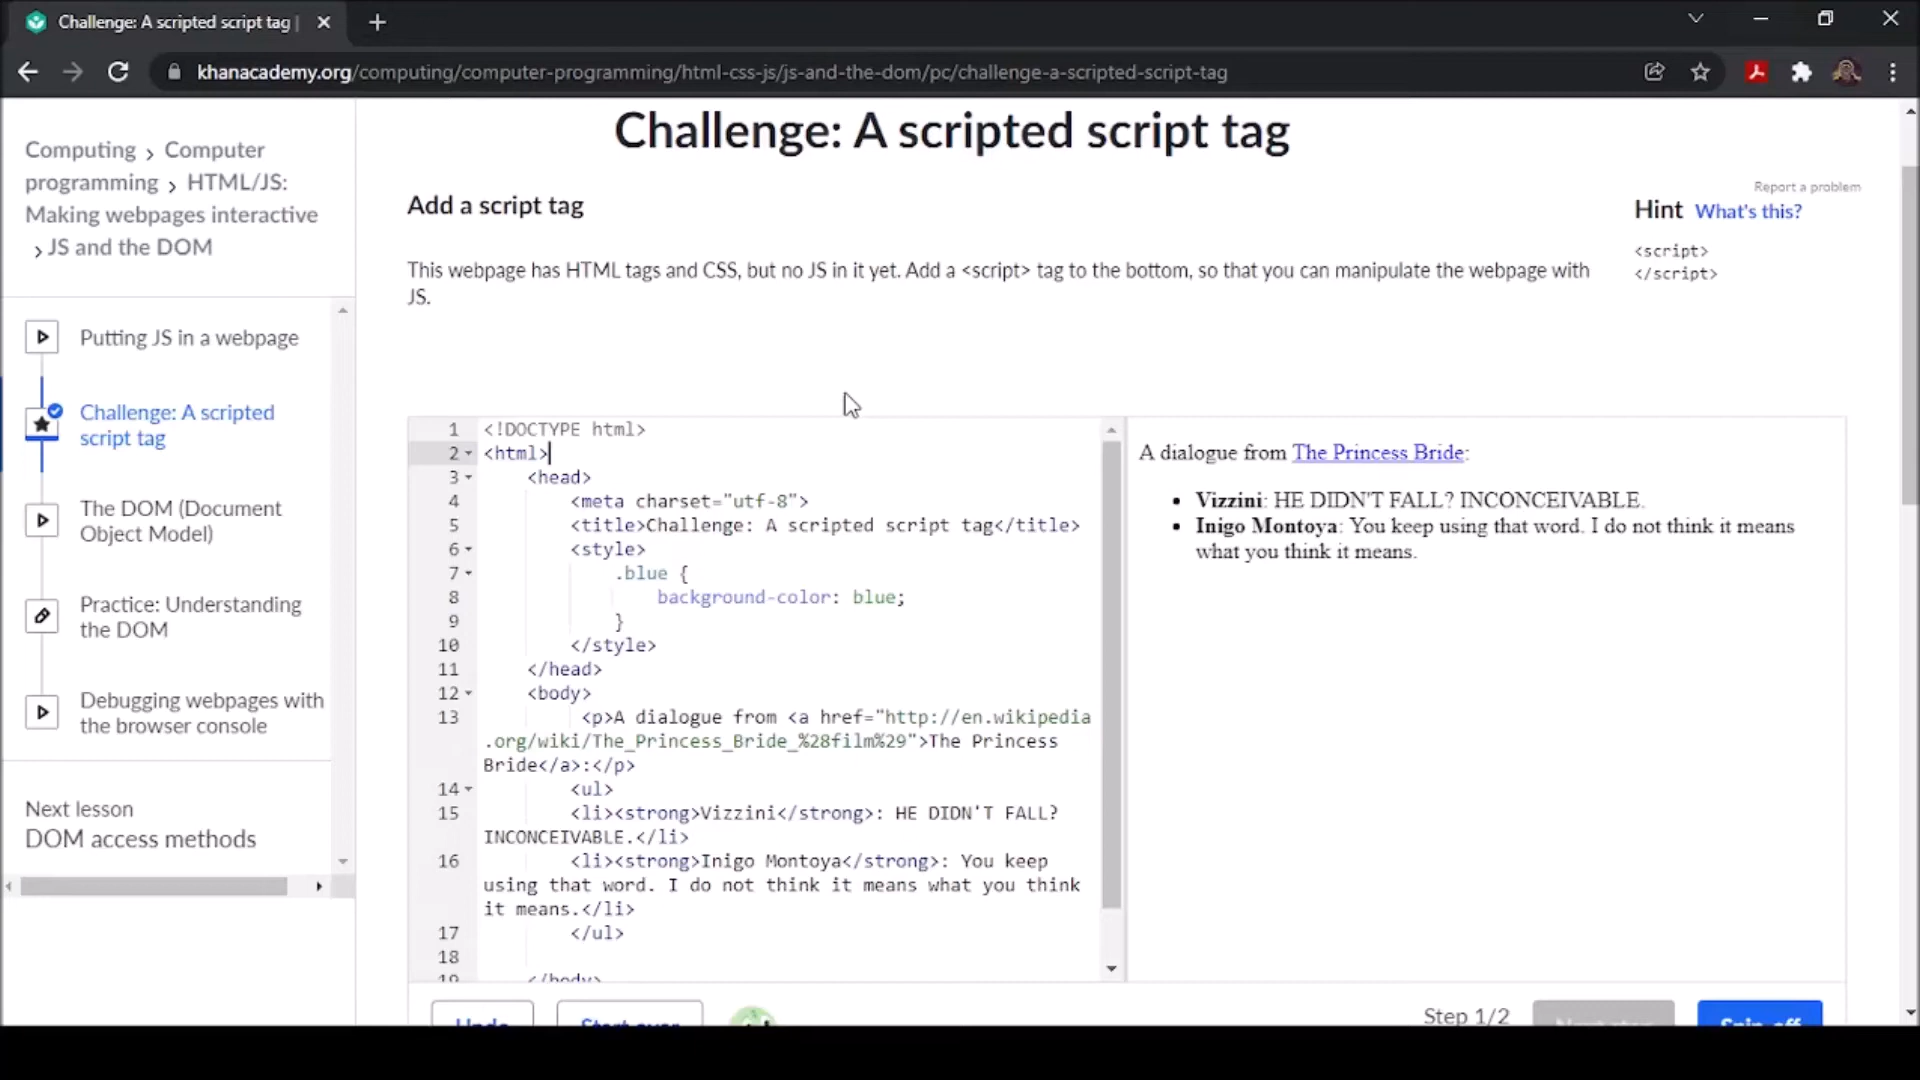 Challenge: A scripted script tag |
khanacademy.org/computing/computer-programming/html-css-js/js-and-the-dom/pc/challenge-a-scripted-script-tag
Computing › Computer
programming › HTML/JS:
Making webpages interactive
› JS and the DOM
Putting JS in a webpage
Challenge: A scripted
script tag
The DOM (Document
Object Model)
Practice: Understanding
the DOM
Debugging webpages with
the browser console
Next lesson
DOM access methods
Challenge: A scripted script tag
Report a problem
Add a script tag
Hint What's this?
<script>
</script>
This webpage has HTML tags and CSS, but no JS in it yet. Add a <script> tag to the bottom, so that you can manipulate the webpage with
JS.
1 <!DOCTYPE html>
2 <html>
3 <head>
4 <meta charset="utf-8">
5 <title>Challenge: A scripted script tag</title>
6 <style>
7 .blue {
8 background-color: blue;
9 }
10 </style>
11 </head>
12 <body>
13 <p>A dialogue from <a href="http://en.wikipedia
.org/wiki/The_Princess_Bride_%28film%29">The Princess
Bride</a>:</p>
14 <ul>
15 <li><strong>Vizzini</strong>: HE DIDN'T FALL?
INCONCEIVABLE.</li>
16 <li><strong>Inigo Montoya</strong>: You keep
using that word. I do not think it means what you think
it means.</li>
17 </ul>
18
19 </body>
A dialogue from The Princess Bride:
• Vizzini: HE DIDN'T FALL? INCONCEIVABLE.
• Inigo Montoya: You keep using that word. I do not think it means
what you think it means.
Undo
Start over
Step 1/2
Next step
Spin-off